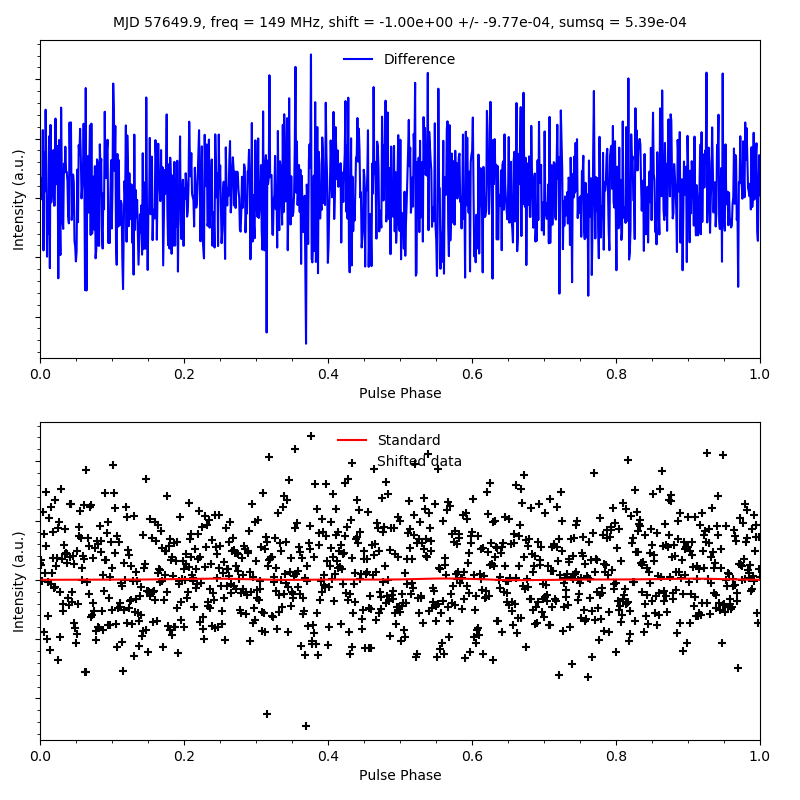 MJD 57649.9, freq = 149 MHz, shift = -1.00e+00 +/- -9.77e-04, sumsq = 5.39e-04
Difference
Intensity (a.u.)
0.0 0.2 0.4 0.6 0.8 1.0
Pulse Phase
Standard
Shifted data
Intensity (a.u.)
0.0 0.2 0.4 0.6 0.8 1.0
Pulse Phase